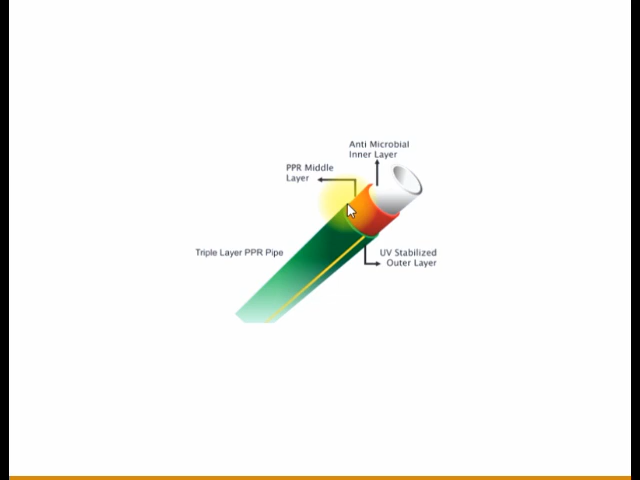 Anti Microbial
Inner Layer
PPR Middle
Layer
Triple Layer PPR Pipe
UV Stabilized
Outer Layer